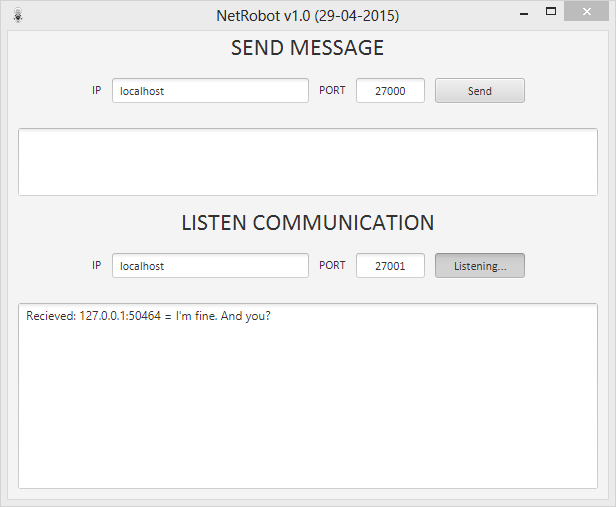 NetRobot v1.0 (29-04-2015)
SEND MESSAGE
IP localhost PORT 27000 Send
LISTEN COMMUNICATION
IP localhost PORT 27001 Listening...
Recieved: 127.0.0.1:50464 = I'm fine. And you?